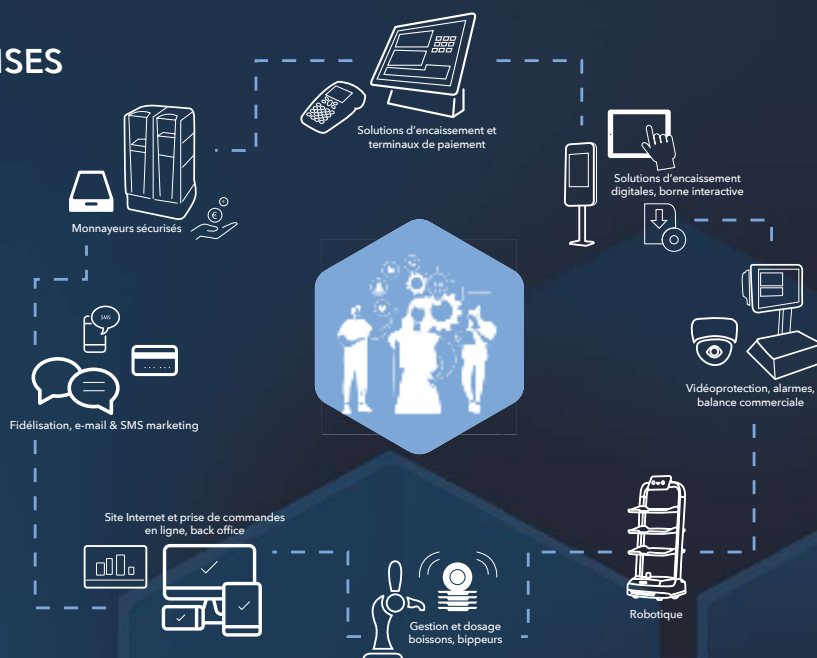 ISES
Solutions d'encaissement et
terminaux de paiement
Solutions d'encaissement
digitales, borne interactive
Monnayeurs sécurisés
€
SMS
Vidéoprotection, alarmes,
balance commerciale
Fidélisation, e-mail & SMS marketing
Site Internet et prise de commandes
en ligne, back office
Gestion et dosage
boissons, bippeurs
Robotique